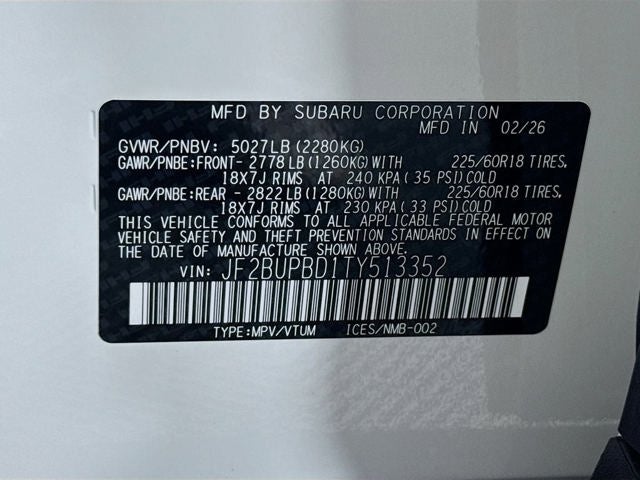 MFD BY SUBARU CORPORATION
MFD IN 02/26
GVWR/PNBV: 5027LB (2280KG)
GAWR/PNBE:FRONT- 2778 LB (1260KG) WITH 225/60R18 TIRES,
18X7J RIMS AT 240 KPA ( 35 PSI) COLD
GAWR/PNBE:REAR - 2822 LB (1280KG) WITH 225/60R18 TIRES,
18X7J RIMS AT 230 KPA ( 33 PSI) COLD
THIS VEHICLE CONFORMS TO ALL APPLICABLE FEDERAL MOTOR
VEHICLE SAFETY AND THEFT PREVENTION STANDARDS IN EFFECT ON
THE DATE OF MANUFACTURE SHOWN ABOVE.
VIN: JF2BUPBD1TY513352
TYPE:MPV/VTUM ICES/NMB-002